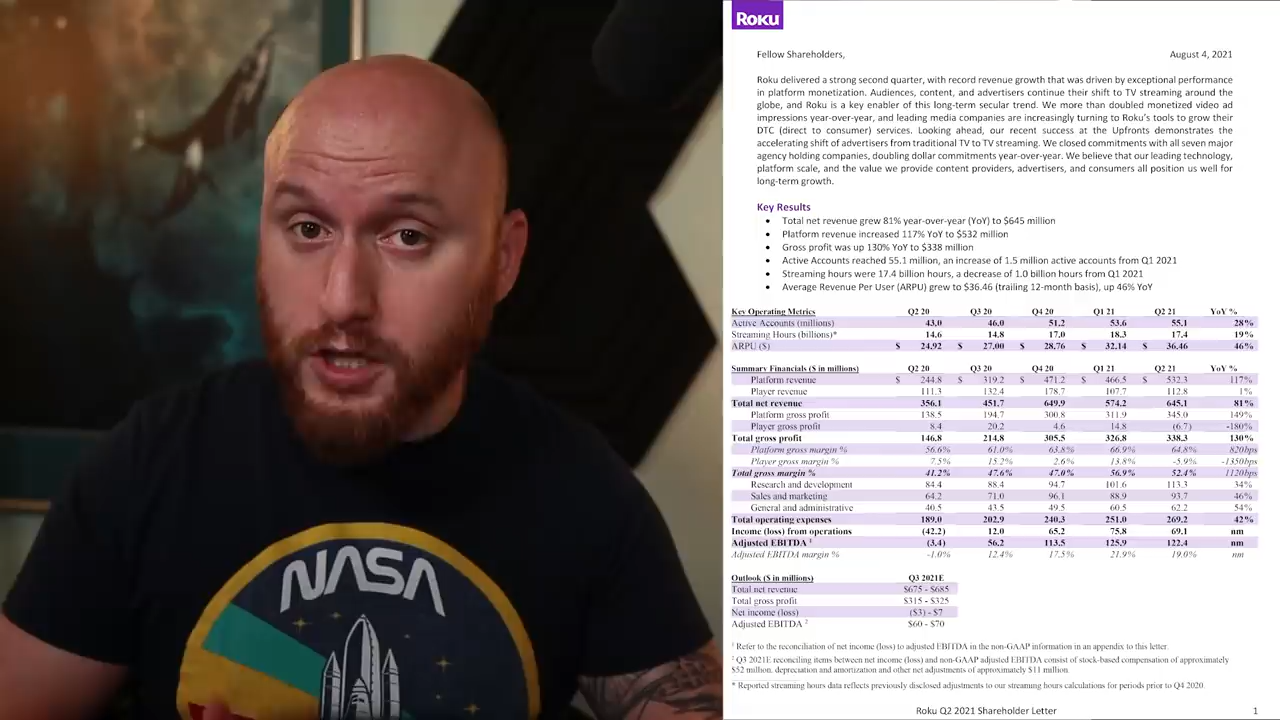 Roku
Fellow Shareholders, August 4, 2021
Roku delivered a strong second quarter, with record revenue growth that was driven by exceptional performance
in platform monetization. Audiences, content, and advertisers continue their shift to TV streaming around the
globe, and Roku is a key enabler of this long-term secular trend. We more than doubled monetized video ad
impressions year-over-year, and leading media companies are increasingly turning to Roku's tools to grow their
DTC (direct to consumer) services. Looking ahead, our recent success at the Upfronts demonstrates the
accelerating shift of advertisers from traditional TV to TV streaming. We closed commitments with all seven major
agency holding companies, doubling dollar commitments year-over-year. We believe that our leading technology,
platform scale, and the value we provide content providers, advertisers, and consumers all position us well for
long-term growth.
Key Results
• Total net revenue grew 81% year-over-year (YoY) to $645 million
• Platform revenue increased 117% YoY to $532 million
• Gross profit was up 130% YoY to $338 million
• Active Accounts reached 55.1 million, an increase of 1.5 million active accounts from Q1 2021
• Streaming hours were 17.4 billion hours, a decrease of 1.0 billion hours from Q1 2021
• Average Revenue Per User (ARPU) grew to $36.46 (trailing 12-month basis), up 46% YoY
Key Operating Metrics Q2 20 Q3 20 Q4 20 Q1 21 Q2 21 YoY %
Active Accounts (millions) 43.0 46.0 51.2 53.6 55.1 28%
Streaming Hours (billions)* 14.6 14.8 17.0 18.3 17.4 19%
ARPU ($) $ 24.92 $ 27.00 $ 28.76 $ 32.14 $ 36.46 46%
Summary Financials ($ in millions) Q2 20 Q3 20 Q4 20 Q1 21 Q2 21 YoY %
Platform revenue $ 244.8 $ 319.2 $ 471.2 $ 466.5 $ 532.3 117%
Player revenue 111.3 132.4 178.7 107.7 112.8 1%
Total net revenue 356.1 451.7 649.9 574.2 645.1 81%
Platform gross profit 138.5 194.7 300.8 311.9 345.0 149%
Player gross profit 8.4 20.2 4.6 14.8 (6.7) -180%
Total gross profit 146.8 214.8 305.5 326.8 338.3 130%
Platform gross margin % 56.6% 61.0% 63.8% 66.9% 64.8% 820bps
Player gross margin % 7.5% 15.2% 2.6% 13.8% -5.9% -1350bps
Total gross margin % 41.2% 47.6% 47.0% 56.9% 52.4% 1120bps
Research and development 84.4 88.4 94.7 101.6 113.3 34%
Sales and marketing 64.2 71.0 96.1 88.9 93.7 46%
General and administrative 40.5 43.5 49.5 60.5 62.2 54%
Total operating expenses 189.0 202.9 240.3 251.0 269.2 42%
Income (loss) from operations (42.2) 12.0 65.2 75.8 69.1 nm
Adjusted EBITDA 1 (3.4) 56.2 113.5 125.9 122.4 nm
Adjusted EBITDA margin % -1.0% 12.4% 17.5% 21.9% 19.0% nm
Outlook ($ in millions) Q3 2021E
Total net revenue $675 - $685
Total gross profit $315 - $325
Net income (loss) ($3) - $7
Adjusted EBITDA 2 $60 - $70
1 Refer to the reconciliation of net income (loss) to adjusted EBITDA in the non-GAAP information in an appendix to this letter.
2 Q3 2021E reconciling items between net income (loss) and non-GAAP adjusted EBITDA consist of stock-based compensation of approximately
$52 million, depreciation and amortization and other net adjustments of approximately $11 million.
* Reported streaming hours data reflects previously disclosed adjustments to our streaming hours calculations for periods prior to Q4 2020.
Roku Q2 2021 Shareholder Letter 1
NASA